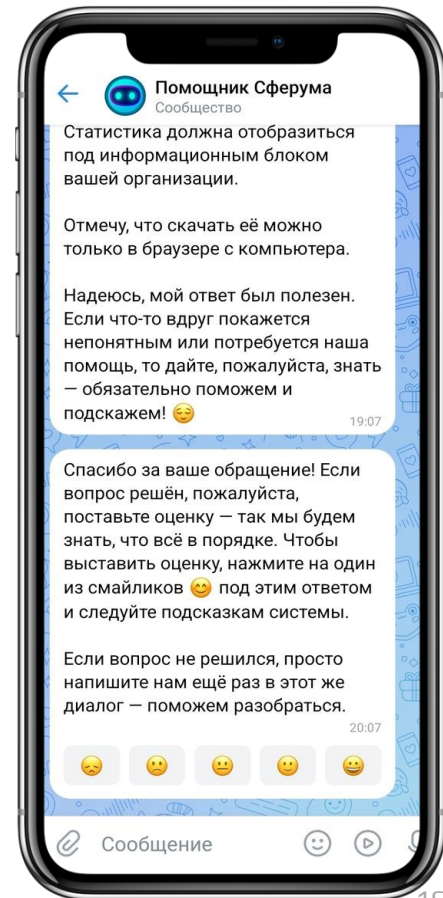 Помощник Сферума
Сообщество
Статистика должна отобразиться
под информационным блоком
вашей организации.
Отмечу, что скачать её можно
только в браузере с компьютера.
Надеюсь, мой ответ был полезен.
Если что-то вдруг покажется
непонятным или потребуется наша
помощь, то дайте, пожалуйста, знать
— обязательно поможем и
подскажем! 😌
19:07
Спасибо за ваше обращение! Если
вопрос решён, пожалуйста,
поставьте оценку — так мы будем
знать, что всё в порядке. Чтобы
выставить оценку, нажмите на один
из смайликов 😊 под этим ответом
и следуйте подсказкам системы.
Если вопрос не решился, просто
напишите нам ещё раз в этот же
диалог — поможем разобраться.
20:07
Сообщение